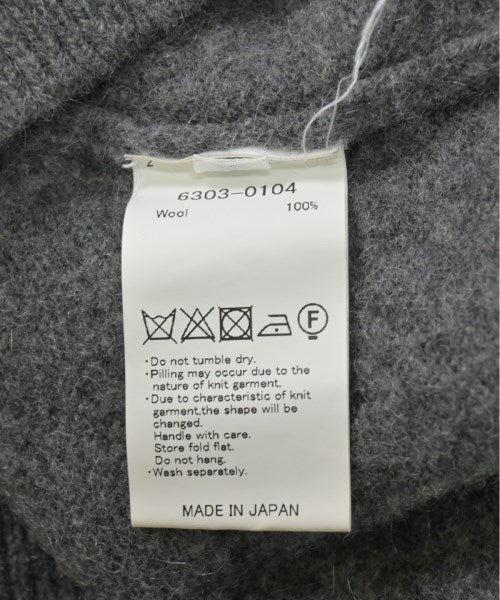 6303-0104
Wool 100%
F
・Do not tumble dry.
・Pilling may occur due to the
nature of knit garment.
・Due to characteristic of knit
garment,the shape will be
changed.
Handle with care.
Store fold flat.
Do not hang.
・Wash separately.
MADE IN JAPAN